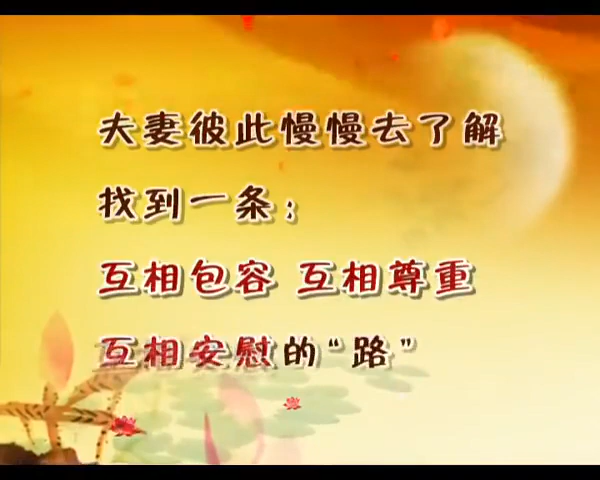 夫妻彼此慢慢去了解
找到一条：
互相包容 互相尊重
互相安慰的“路”